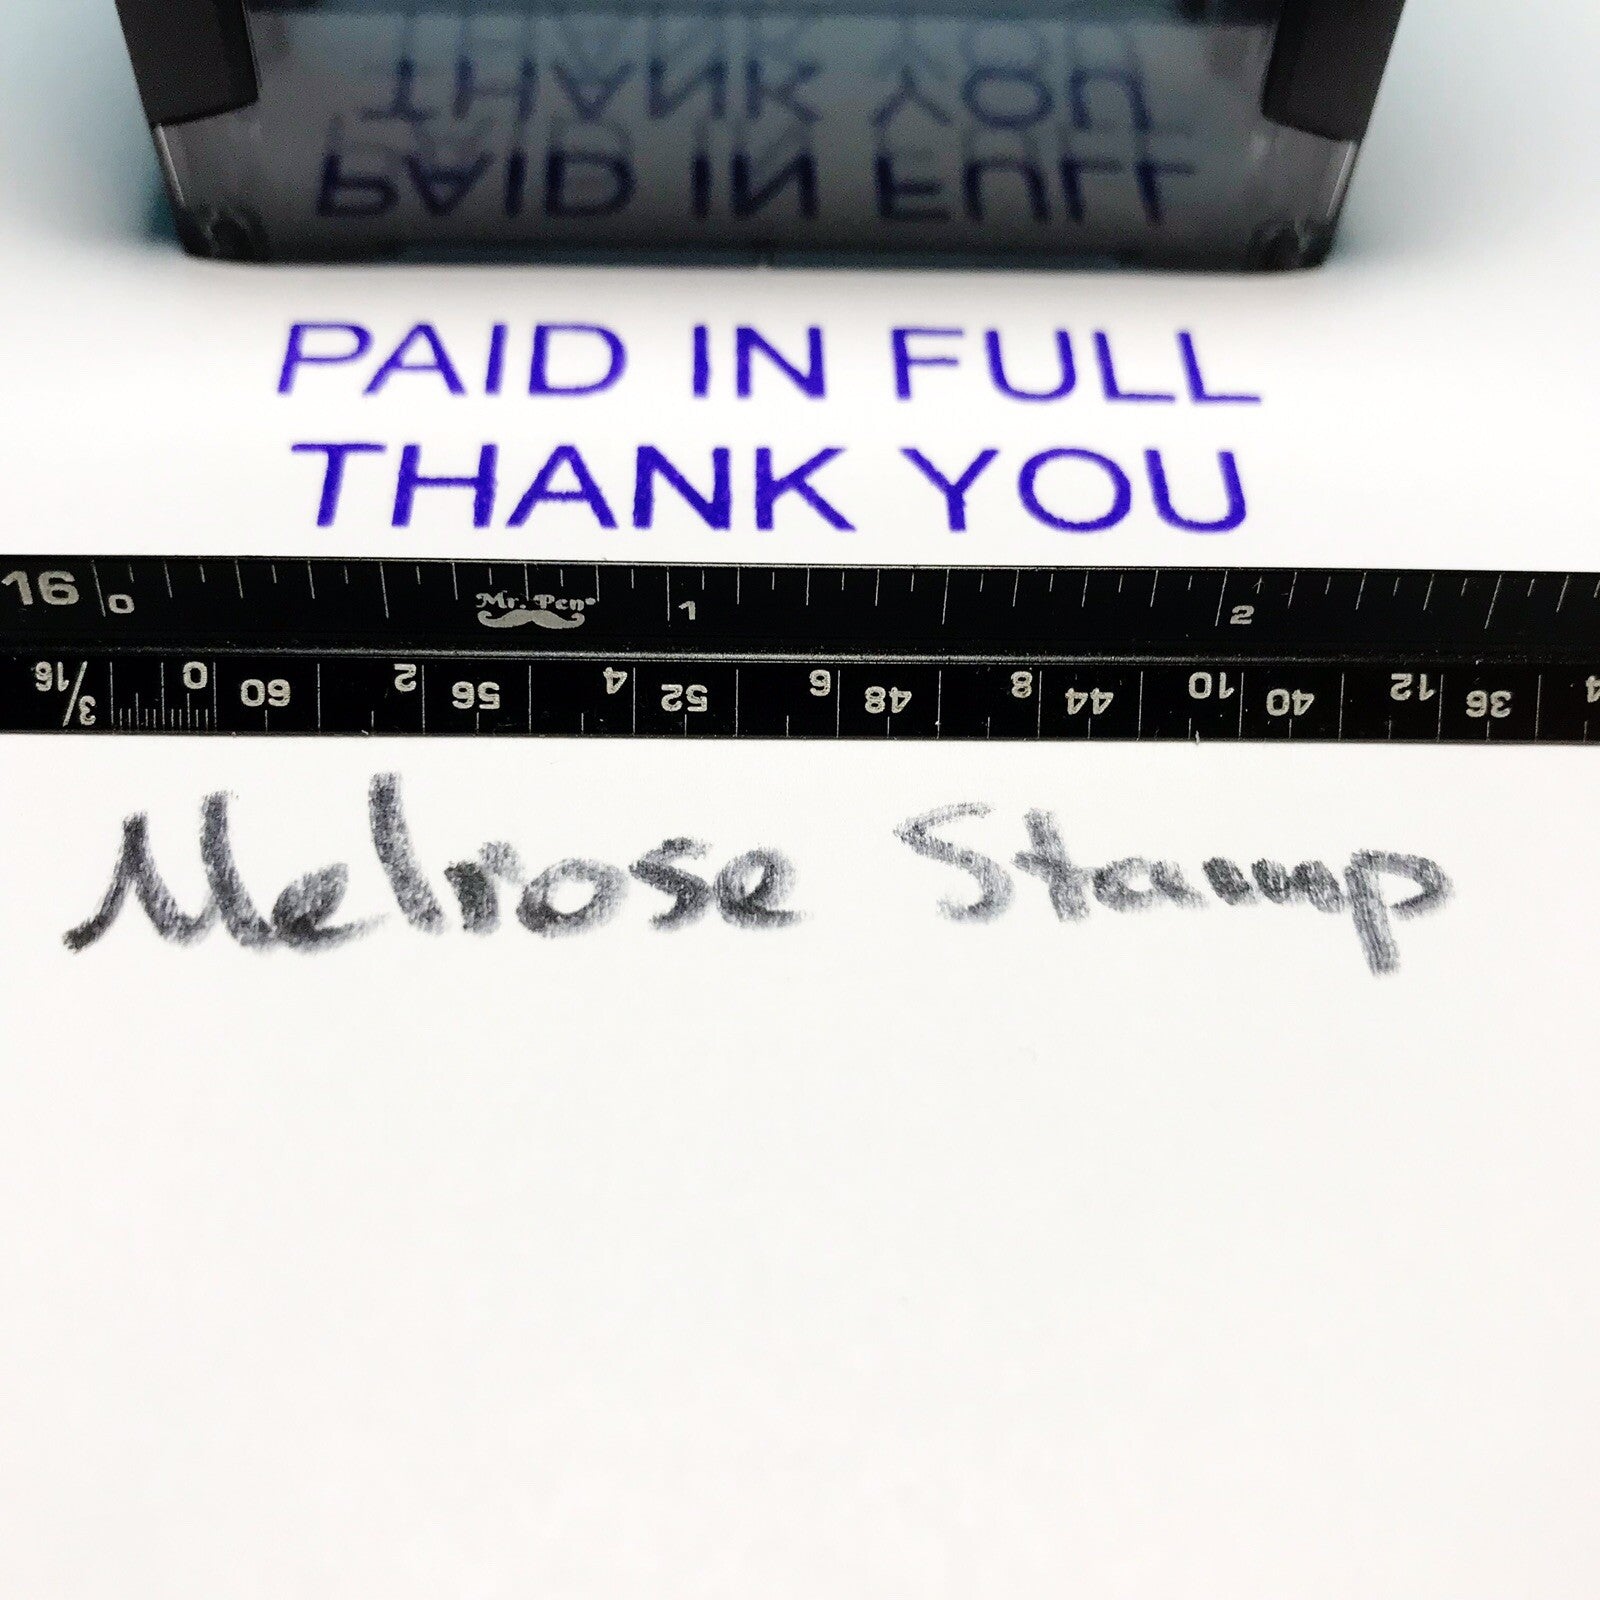 THANK YOU
PAID IN FULL
PAID IN FULL
THANK YOU
16 0 Mr. Pen® 1 2
3/16 0 60 2 56 4 52 6 48 8 44 10 40 12 36
Melrose Stamp